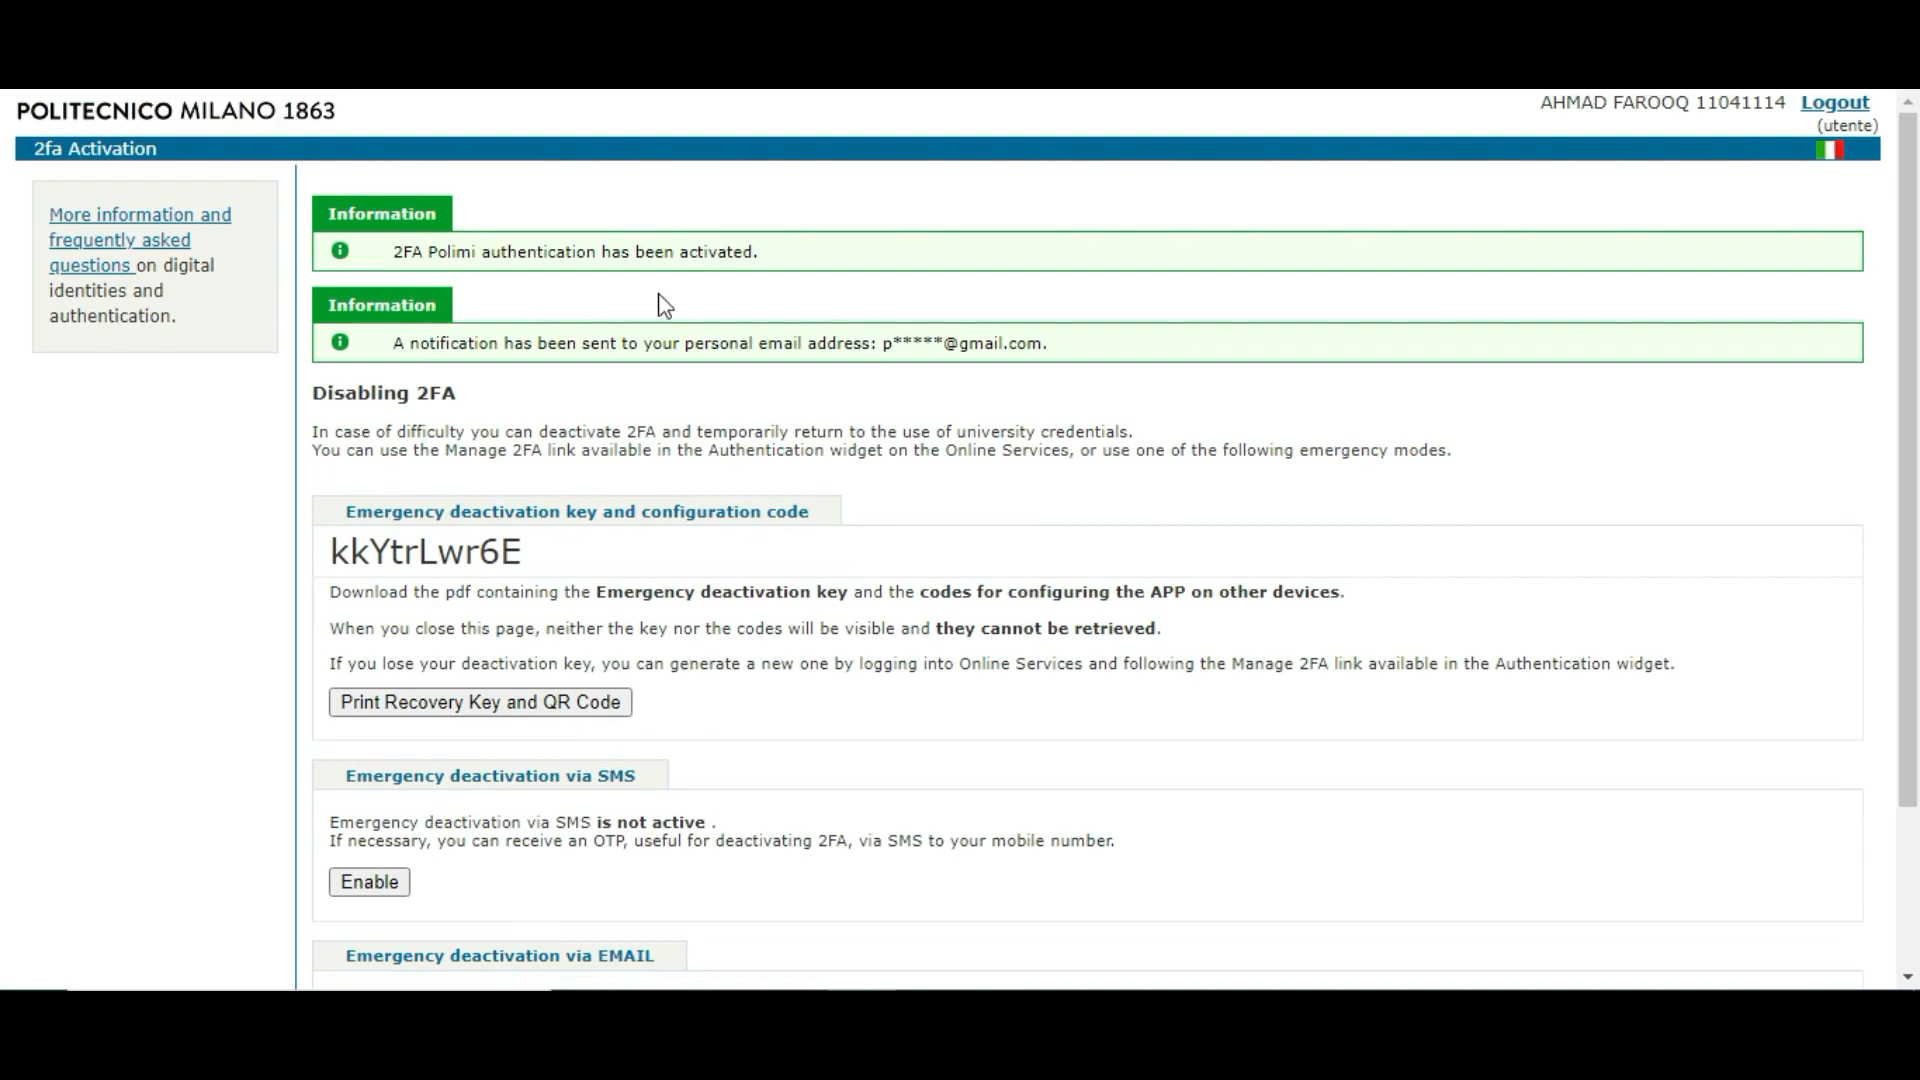 POLITECNICO MILANO 1863
AHMAD FAROOQ 11041114 Logout
(utente)
2fa Activation
More information and
frequently asked
questions on digital
identities and
authentication.
Information
2FA Polimi authentication has been activated.
Information
A notification has been sent to your personal email address: p*****@gmail.com.
Disabling 2FA
In case of difficulty you can deactivate 2FA and temporarily return to the use of university credentials.
You can use the Manage 2FA link available in the Authentication widget on the Online Services, or use one of the following emergency modes.
Emergency deactivation key and configuration code
kkYtrLwr6E
Download the pdf containing the Emergency deactivation key and the codes for configuring the APP on other devices.
When you close this page, neither the key nor the codes will be visible and they cannot be retrieved.
If you lose your deactivation key, you can generate a new one by logging into Online Services and following the Manage 2FA link available in the Authentication widget.
Print Recovery Key and QR Code
Emergency deactivation via SMS
Emergency deactivation via SMS is not active .
If necessary, you can receive an OTP, useful for deactivating 2FA, via SMS to your mobile number.
Enable
Emergency deactivation via EMAIL